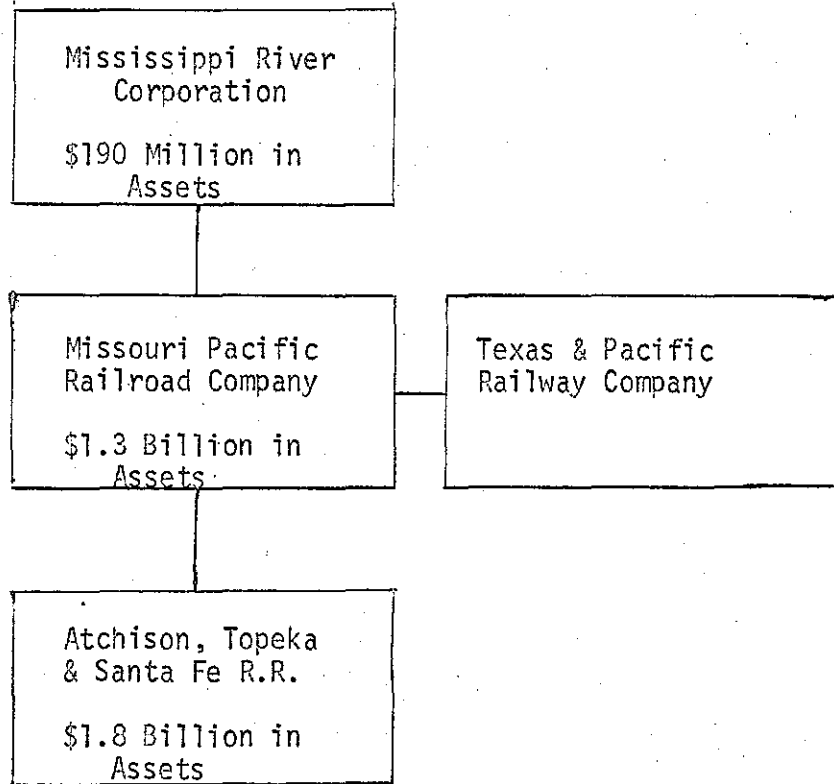 Mississippi River
Corporation
$190 Million in
Assets
Missouri Pacific
Railroad Company
$1.3 Billion in
Assets
Texas & Pacific
Railway Company
Atchison, Topeka
& Santa Fe R.R.
$1.8 Billion in
Assets